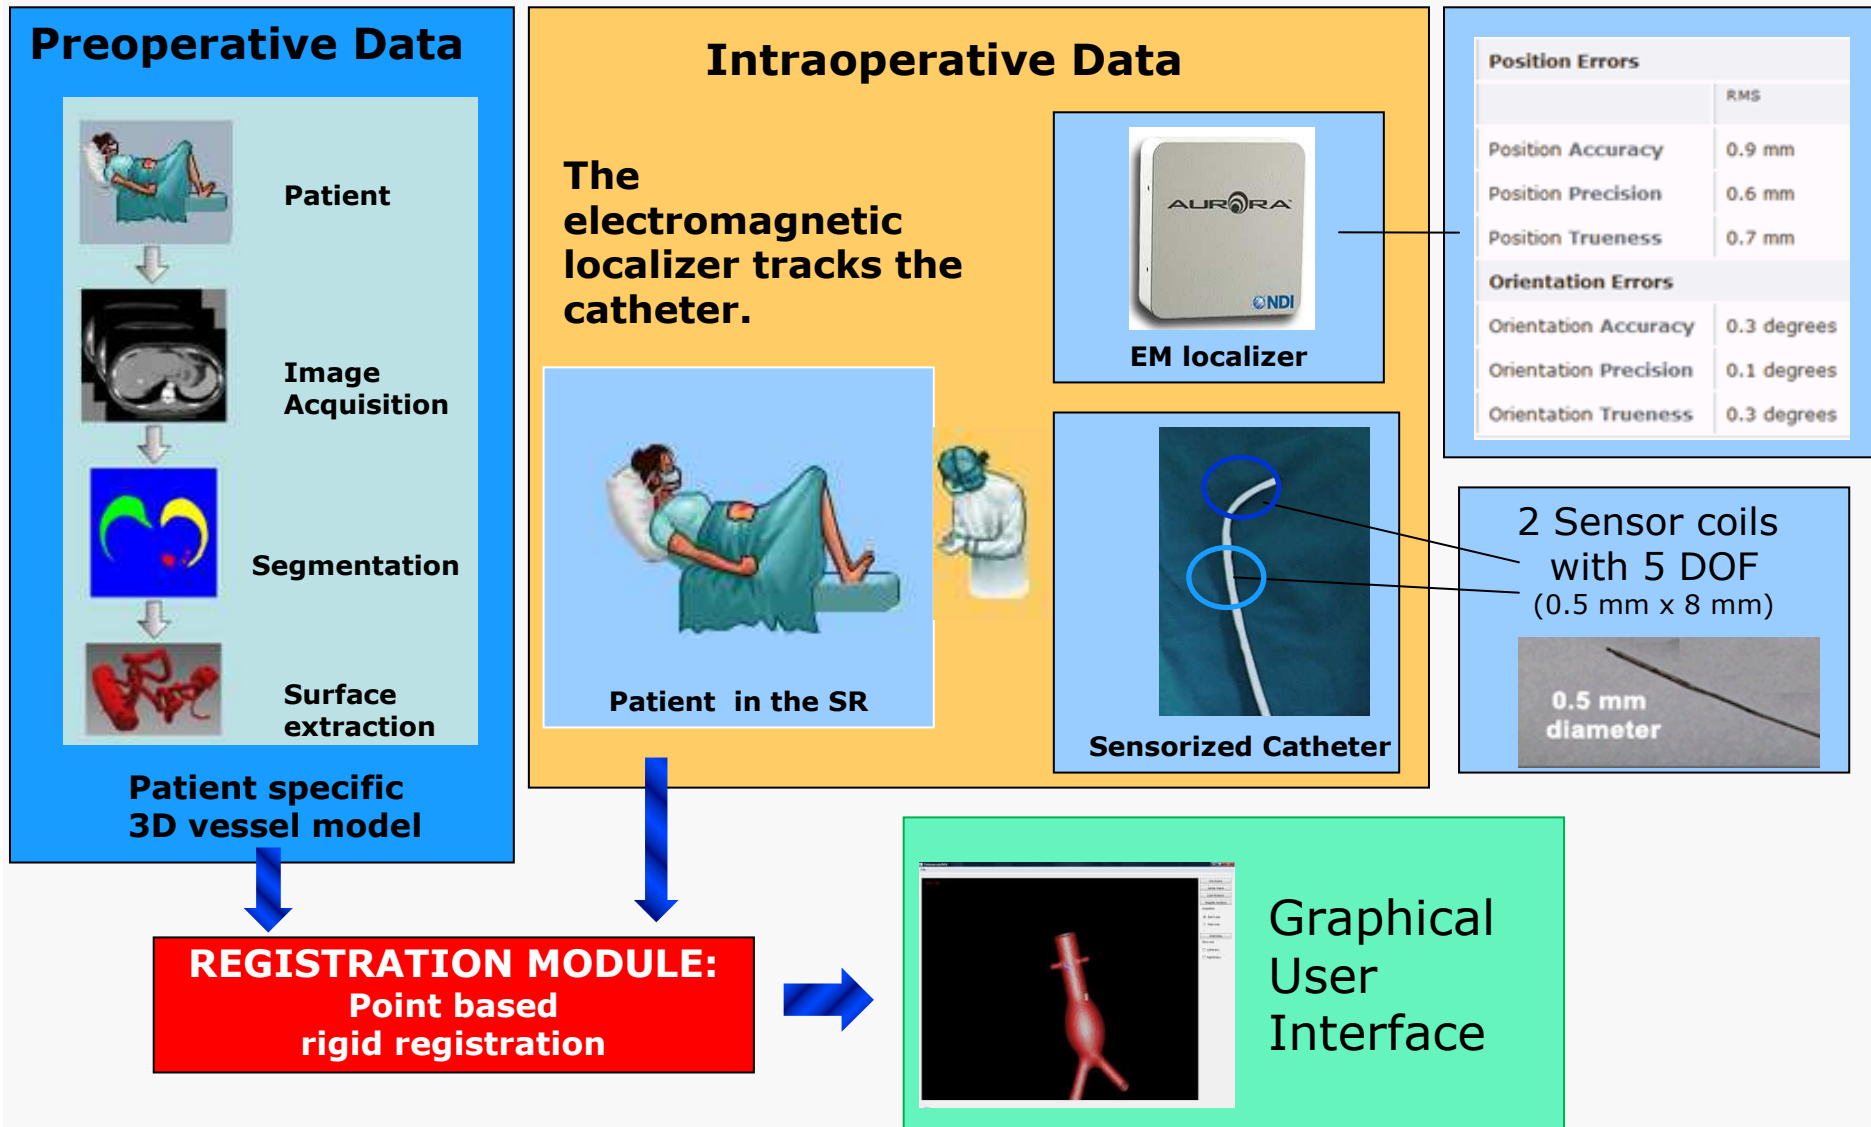 Preoperative Data
Patient
Image
Acquisition
Segmentation
Surface
extraction
Patient specific
3D vessel model
Intraoperative Data
The
electromagnetic
localizer tracks the
catheter.
AURORA
NDI
EM localizer
Patient in the SR
Sensorized Catheter
Position Errors
RMS
Position Accuracy 0.9 mm
Position Precision 0.6 mm
Position Trueness 0.7 mm
Orientation Errors
Orientation Accuracy 0.3 degrees
Orientation Precision 0.1 degrees
Orientation Trueness 0.3 degrees
2 Sensor coils
with 5 DOF
(0.5 mm x 8 mm)
0.5 mm
diameter
REGISTRATION MODULE:
Point based
rigid registration
Graphical
User
Interface